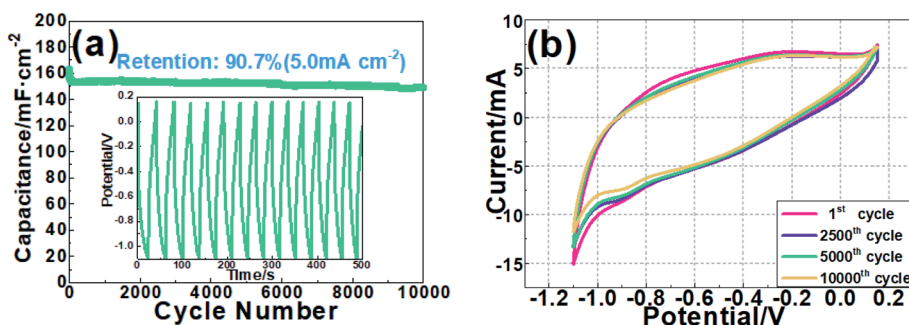 (a)
Retention: 90.7%(5.0mA cm-2)
Capacitance/mF·cm-2
200
180
160
140
120
100
80
60
40
20
0
0 2000 4000 6000 8000 10000
Cycle Number
Potential/V
0.2
0.0
-0.2
-0.4
-0.6
-0.8
-1.0
0 100 200 300 400 500
Time/s
(b)
Current/mA
10
5
0
-5
-10
-15
-1.2 -1.0 -0.8 -0.6 -0.4 -0.2 0.0 0.2
Potential/V
1st cycle
2500th cycle
5000th cycle
10000th cycle